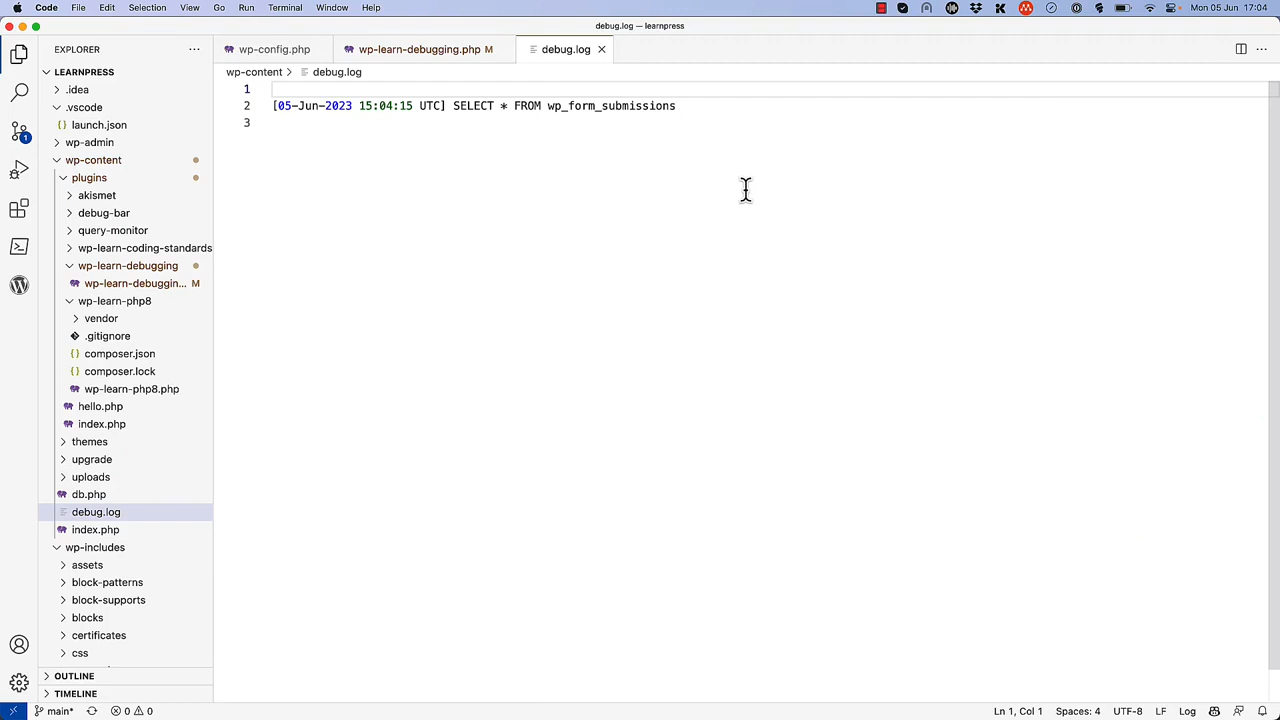 Code File Edit Selection View Go Run Terminal Window Help Mon 05 Jun 17:04
debug.log — learnpress
EXPLORER
wp-config.php wp-learn-debugging.php M debug.log
wp-content > debug.log
LEARNPRESS
.idea
.vscode
launch.json
wp-admin
wp-content
plugins
akismet
debug-bar
query-monitor
wp-learn-coding-standards
wp-learn-debugging
wp-learn-debuggin... M
wp-learn-php8
vendor
.gitignore
composer.json
composer.lock
wp-learn-php8.php
hello.php
index.php
themes
upgrade
uploads
db.php
debug.log
index.php
wp-includes
assets
block-patterns
block-supports
blocks
certificates
css
OUTLINE
TIMELINE
1
2 [05-Jun-2023 15:04:15 UTC] SELECT * FROM wp_form_submissions
3
1
main* 0 0 Ln 1, Col 1 Spaces: 4 UTF-8 LF Log